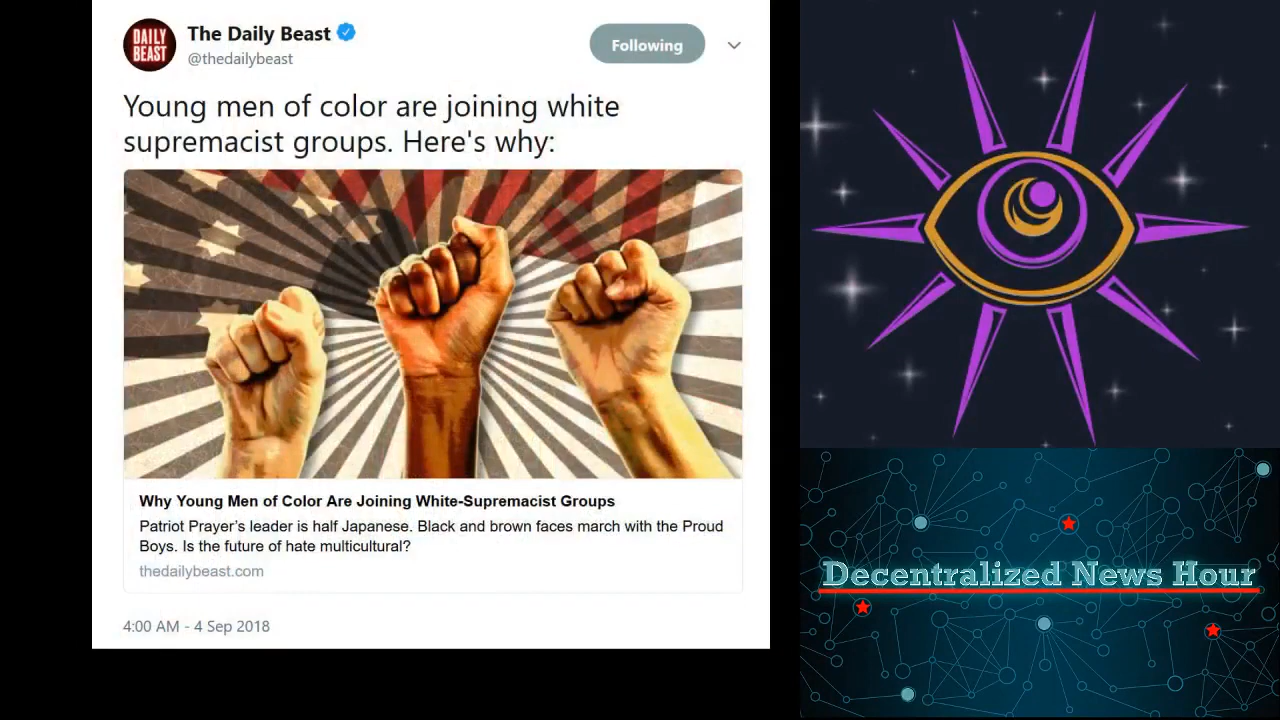 DAILY
BEAST
The Daily Beast
@thedailybeast
Following
Young men of color are joining white
supremacist groups. Here's why:
Why Young Men of Color Are Joining White-Supremacist Groups
Patriot Prayer's leader is half Japanese. Black and brown faces march with the Proud
Boys. Is the future of hate multicultural?
thedailybeast.com
4:00 AM - 4 Sep 2018
Decentralized News Hour